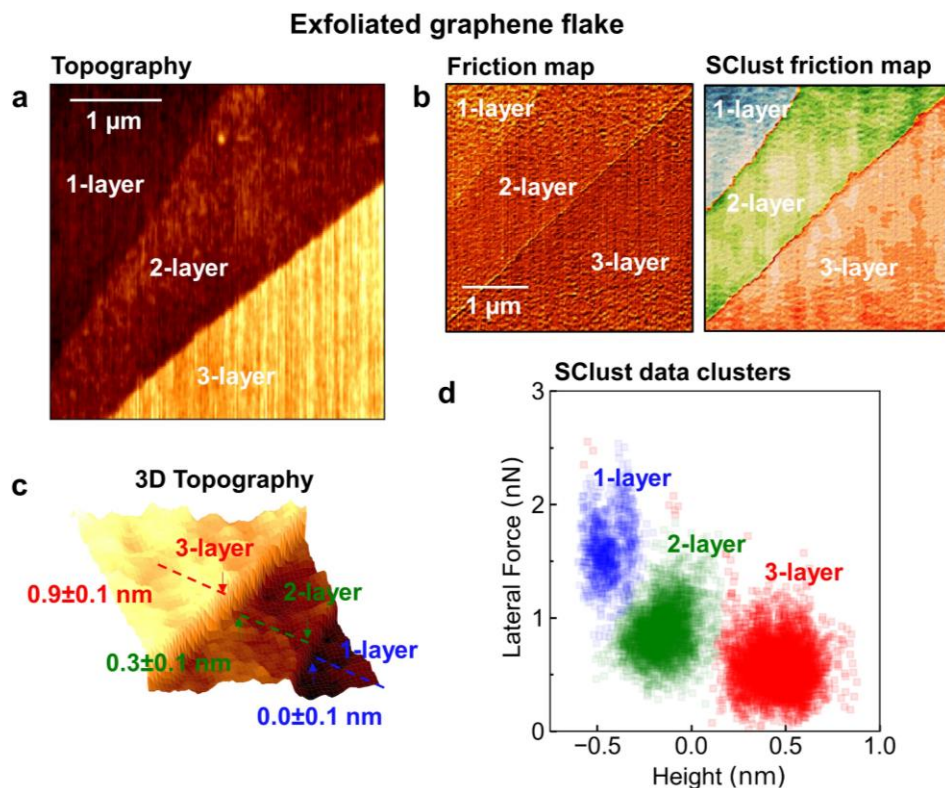 Exfoliated graphene flake
Topography
a
1 μm
1-layer
2-layer
3-layer
Friction map
SClust friction map
b
1-layer
2-layer
3-layer
1 μm
1-layer
2-layer
3-layer
c
3D Topography
3-layer
2-layer
1-layer
0.9±0.1 nm
0.3±0.1 nm
0.0±0.1 nm
SClust data clusters
d
3
2
1
0
Lateral Force (nN)
1-layer
2-layer
3-layer
−0.5
0.0
0.5
1.0
Height (nm)